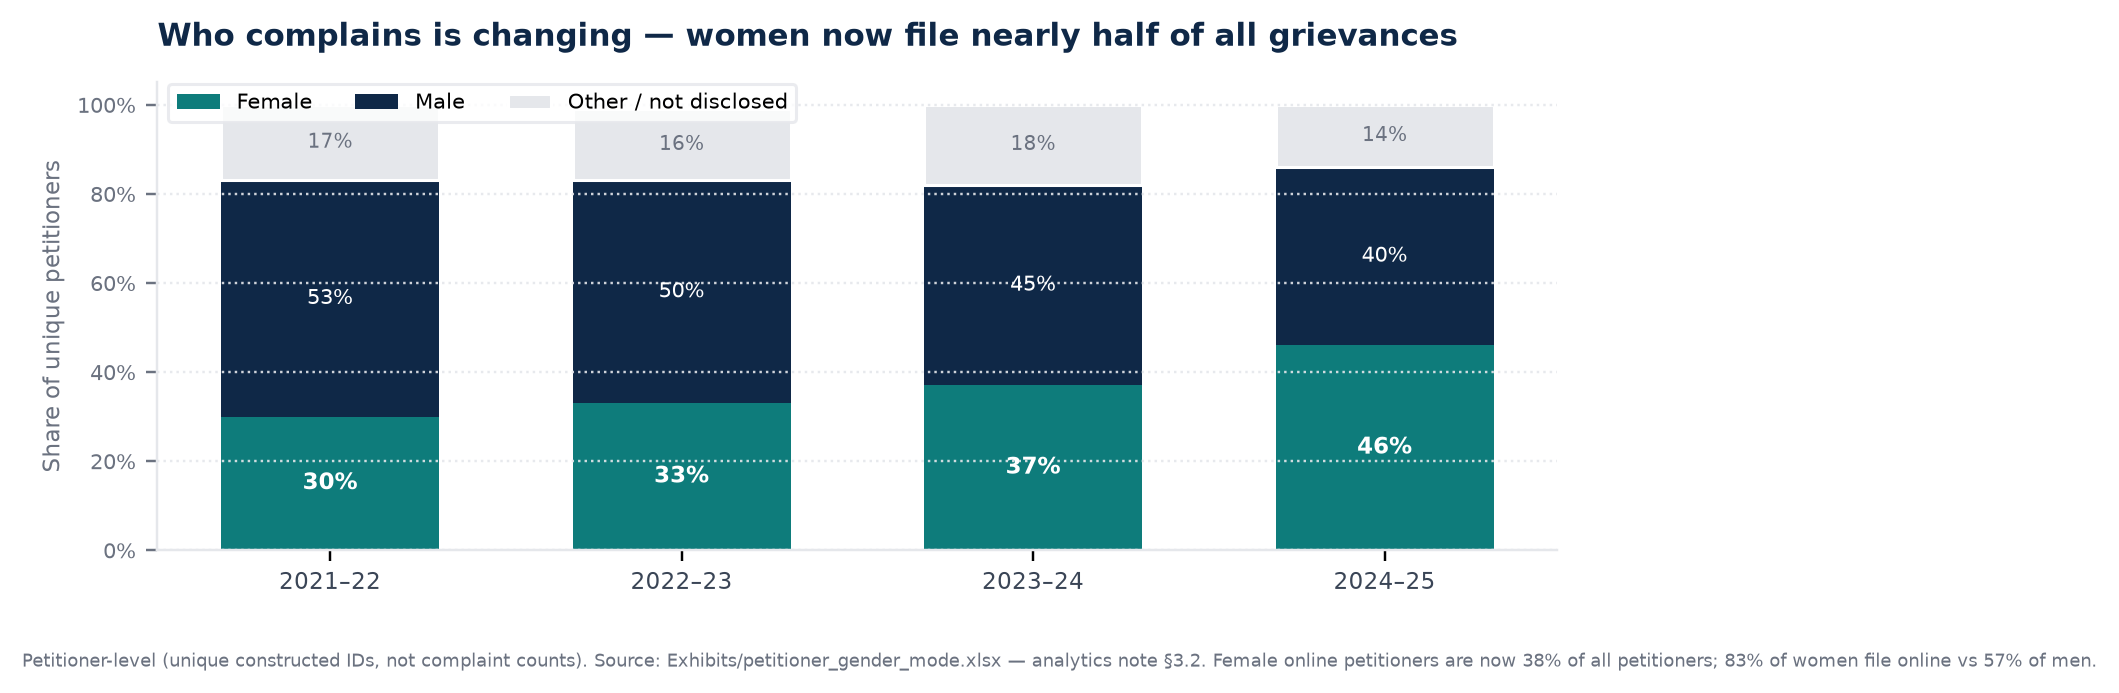 Who complains is changing — women now file nearly half of all grievances
Female Male Other / not disclosed
Share of unique petitioners
100%
80%
60%
40%
20%
0%
17% 16% 18% 14%
53% 50% 45% 40%
30% 33% 37% 46%
2021–22 2022–23 2023–24 2024–25
Petitioner-level (unique constructed IDs, not complaint counts). Source: Exhibits/petitioner_gender_mode.xlsx — analytics note §3.2. Female online petitioners are now 38% of all petitioners; 83% of women file online vs 57% of men.